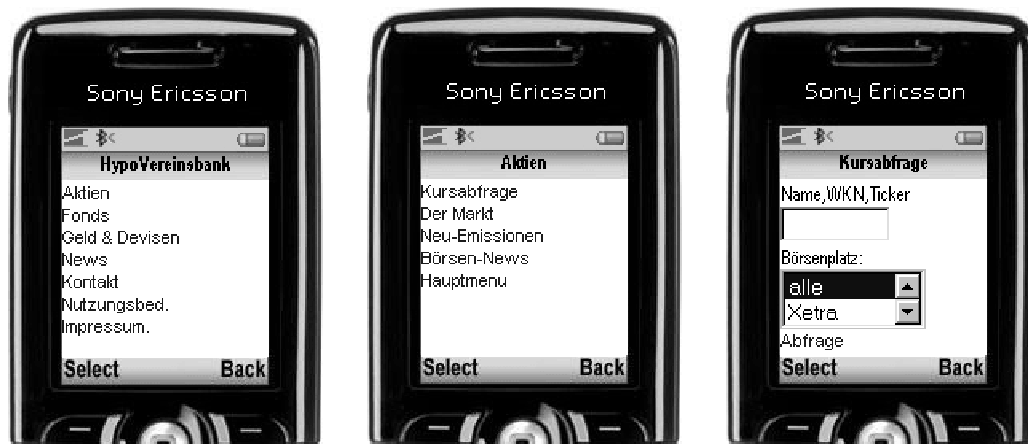 Sony Ericsson
HypoVereinsbank
Aktien
Fonds
Geld & Devisen
News
Kontakt
Nutzungsbed.
Impressum.
Select Back
Sony Ericsson
Aktien
Kursabfrage
Der Markt
Neu-Emissionen
Börsen-News
Hauptmenu
Select Back
Sony Ericsson
Kursabfrage
Name,WKN,Ticker
Börsenplatz:
alle
Xetra
Abfrage
Select Back